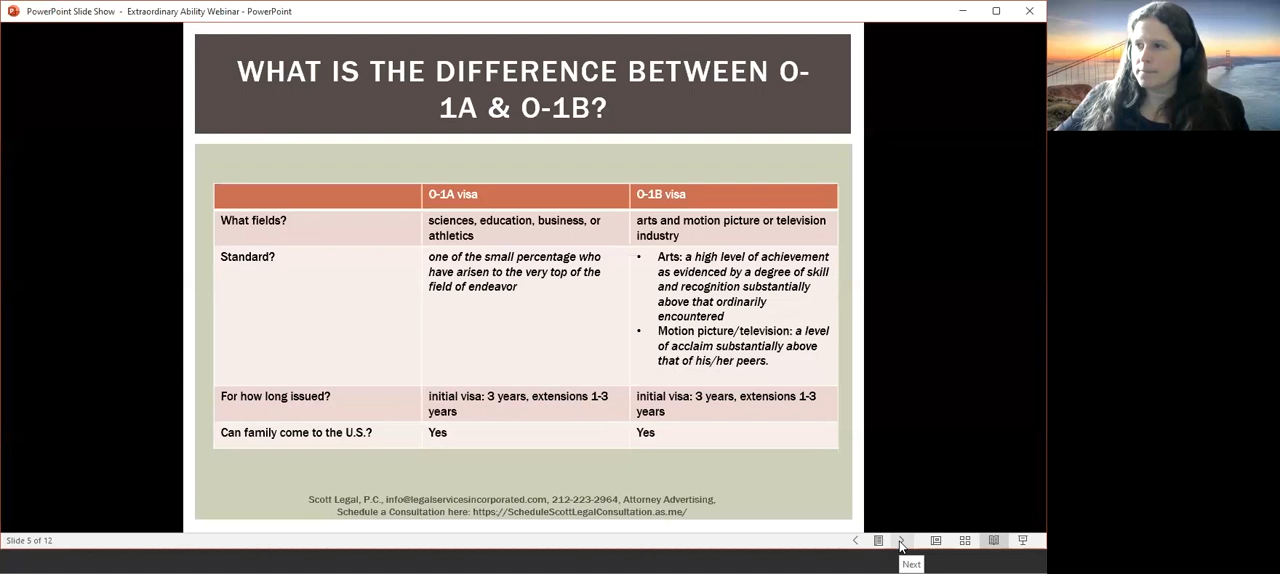 PowerPoint Slide Show - Extraordinary Ability Webinar - PowerPoint
WHAT IS THE DIFFERENCE BETWEEN O-
1A & O-1B?
O-1A visa
O-1B visa
What fields?
sciences, education, business, or
athletics
arts and motion picture or television
industry
Standard?
one of the small percentage who
have arisen to the very top of the
field of endeavor
• Arts: a high level of achievement
as evidenced by a degree of skill
and recognition substantially
above that ordinarily
encountered
• Motion picture/television: a level
of acclaim substantially above
that of his/her peers.
For how long issued?
initial visa: 3 years, extensions 1-3
years
initial visa: 3 years, extensions 1-3
years
Can family come to the U.S.?
Yes
Yes
Scott Legal, P.C., info@legalservicesincorporated.com, 212-223-2964, Attorney Advertising,
Schedule a Consultation here: https://ScheduleScottLegalConsultation.as.me/
Slide 5 of 12
Next